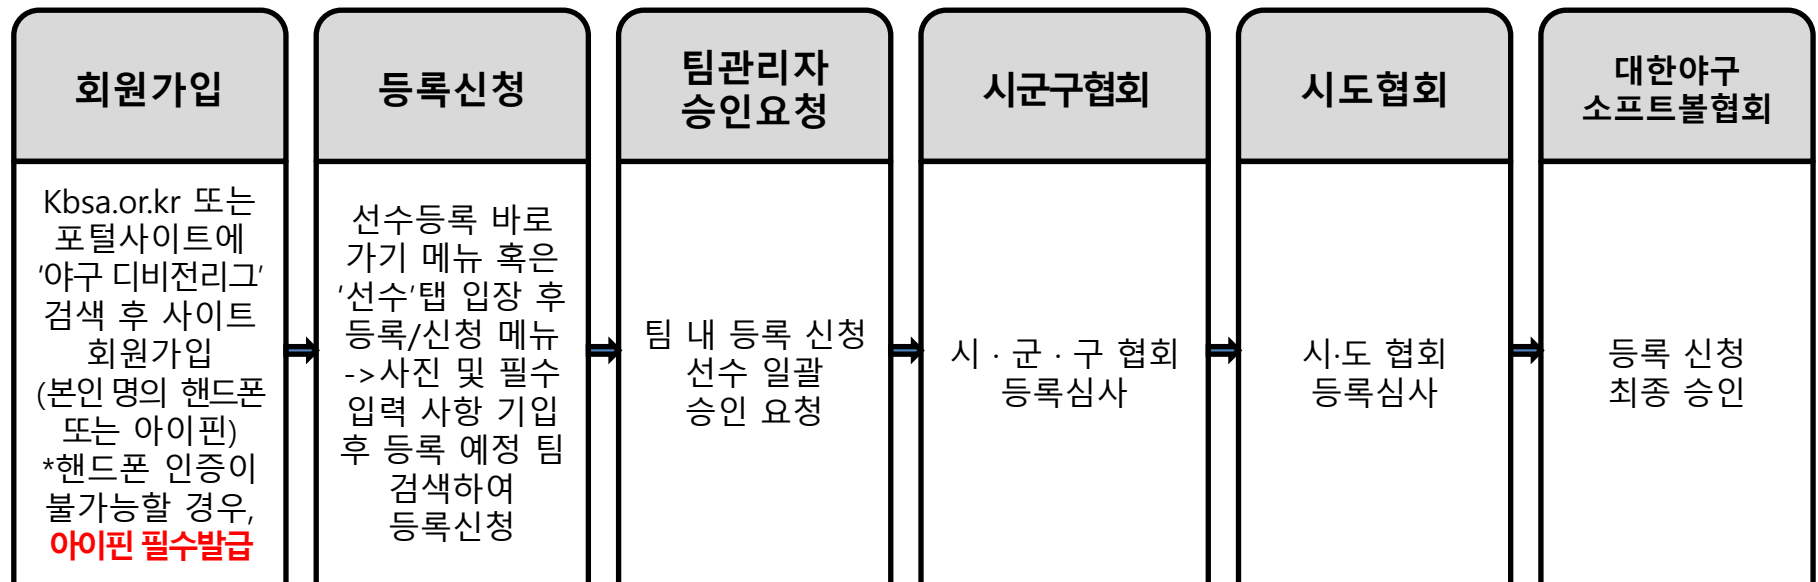 회원가입
Kbsa.or.kr 또는
포털사이트에
'야구 디비전리그'
검색 후 사이트
회원가입
(본인 명의 핸드폰
또는 아이핀)
*핸드폰 인증이
불가능할 경우,
아이핀 필수발급
등록신청
선수등록 바로
가기 메뉴 혹은
'선수'탭 입장 후
등록/신청 메뉴
->사진 및 필수
입력 사항 기입
후 등록 예정 팀
검색하여
등록신청
팀관리자
승인요청
팀 내 등록 신청
선수 일괄
승인 요청
시군구협회
시 · 군 · 구 협회
등록심사
시도협회
시·도 협회
등록심사
대한야구
소프트볼협회
등록 신청
최종 승인